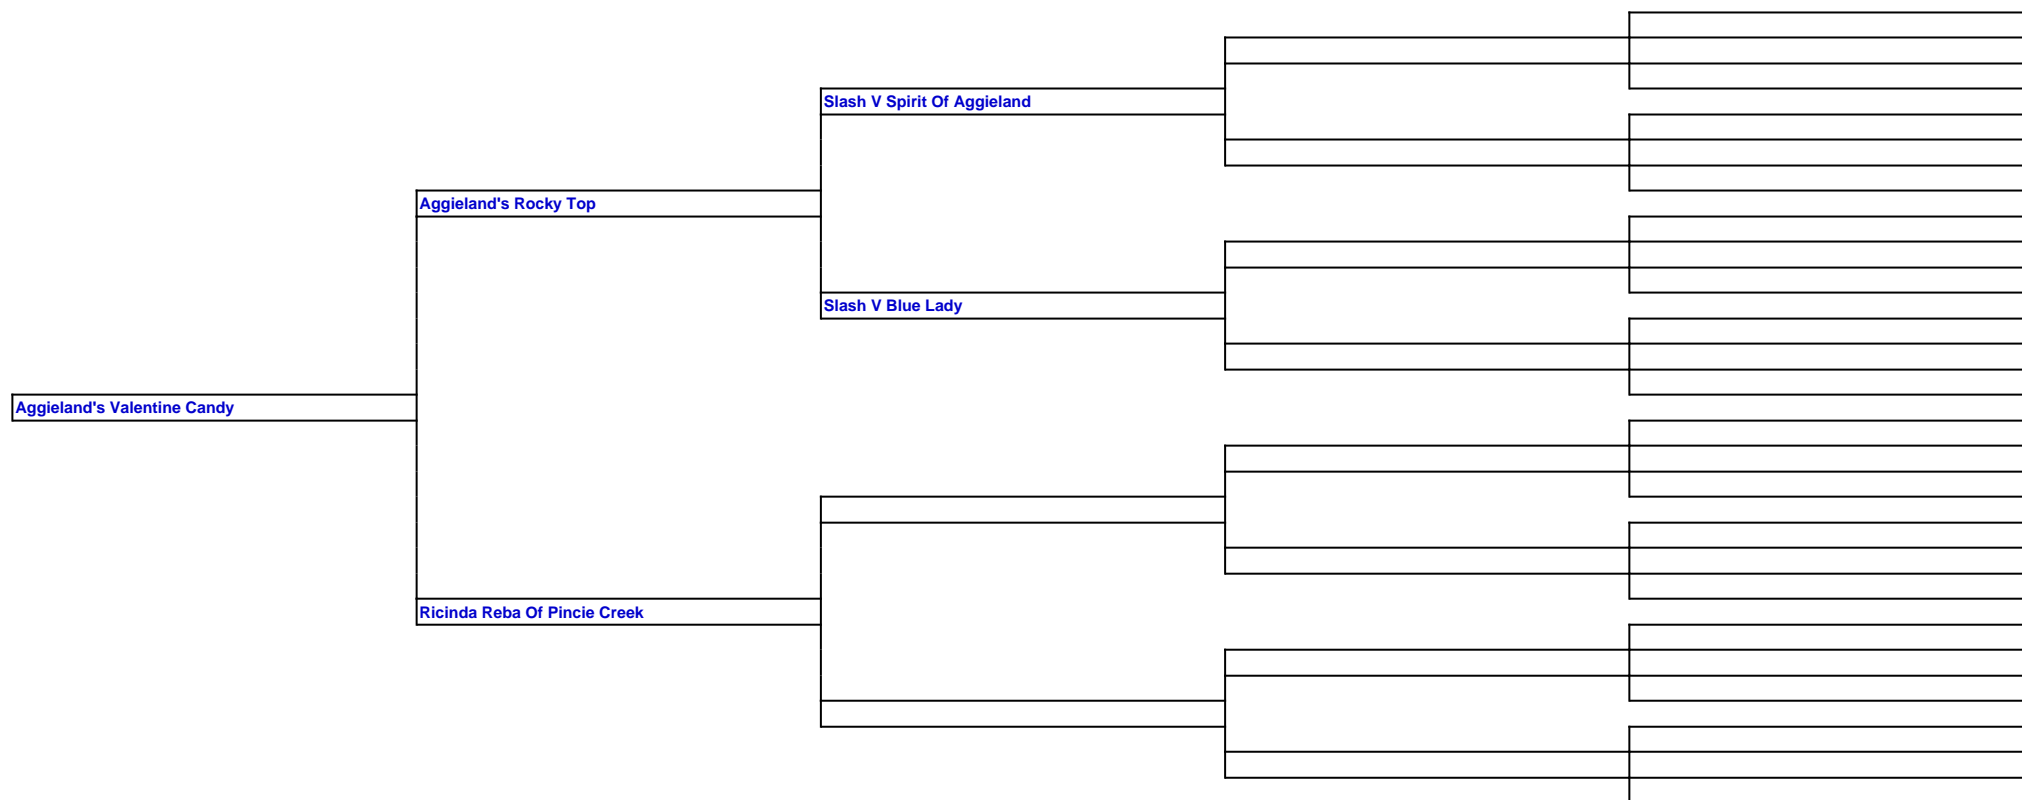 Slash V Spirit Of Aggieland
Aggieland's Rocky Top
Slash V Blue Lady
Aggieland's Valentine Candy
Ricinda Reba Of Pincie Creek